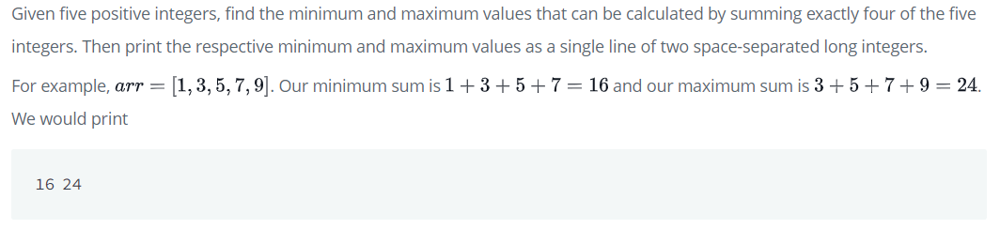 Given five positive integers, find the minimum and maximum values that can be calculated by summing exactly four of the five
integers. Then print the respective minimum and maximum values as a single line of two space-separated long integers.
For example, arr = [1, 3, 5, 7, 9]. Our minimum sum is 1 + 3 + 5 + 7 = 16 and our maximum sum is 3 + 5 + 7 + 9 = 24.
We would print
16 24